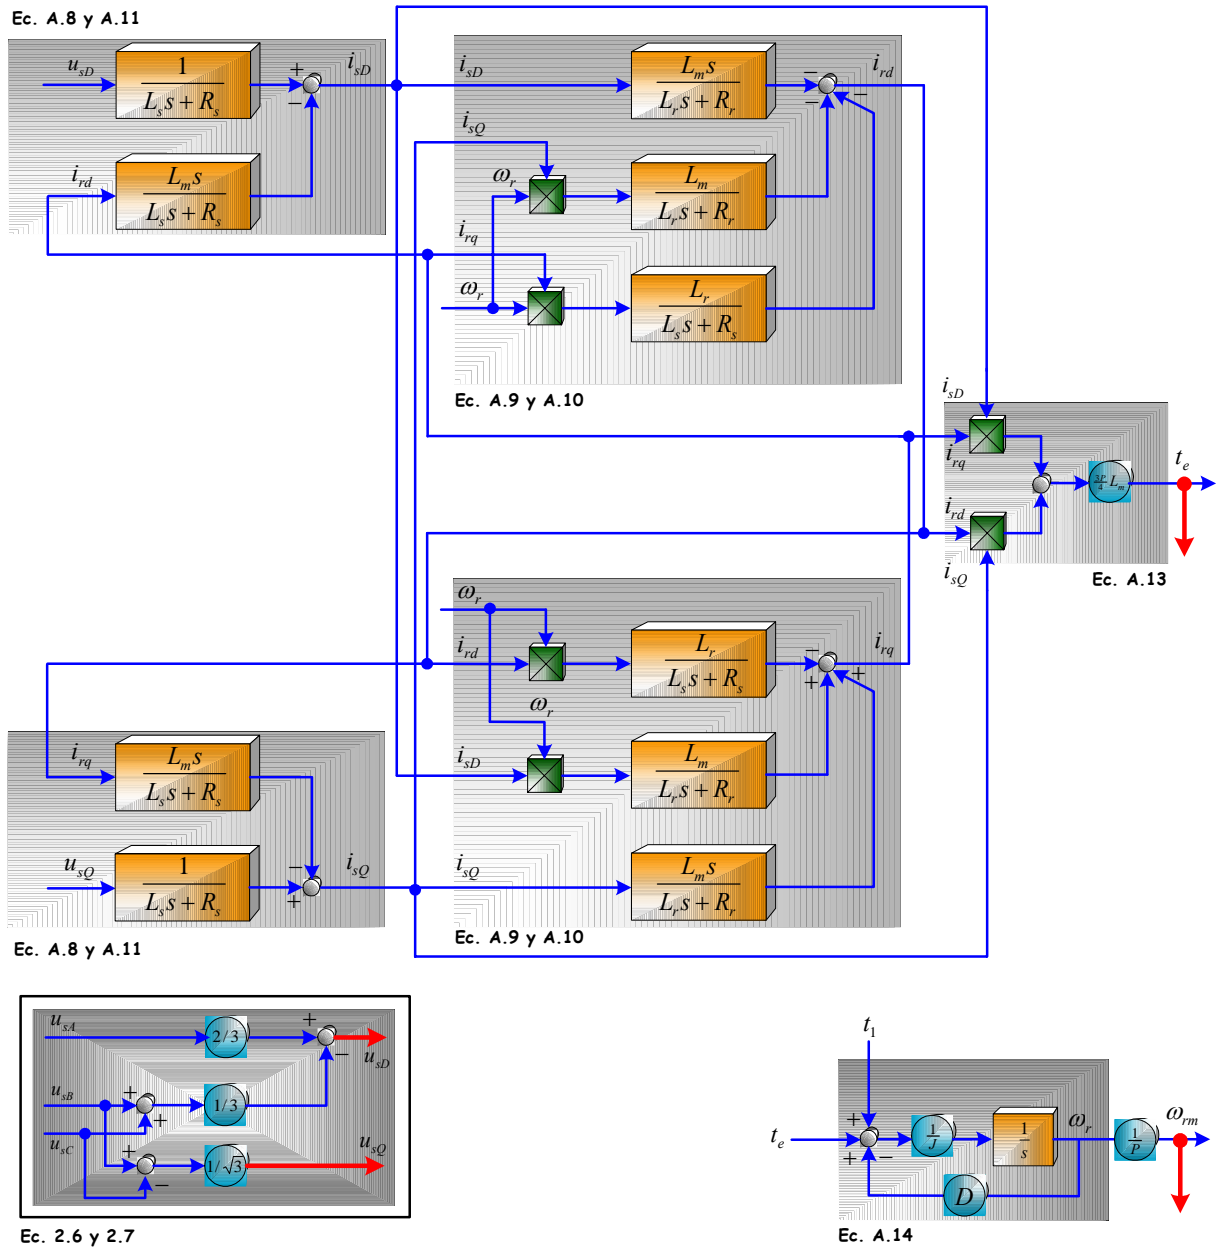 Ec. A.8 y A.11
u_sD
1 / (L_s s + R_s)
+
−
i_sD
i_rd
L_m s / (L_s s + R_s)
i_sD
L_m s / (L_r s + R_r)
−
−
−
i_rd
i_sQ
ω_r
L_m / (L_r s + R_r)
i_rq
ω_r
L_r / (L_s s + R_s)
Ec. A.9 y A.10
i_sD
i_rq
i_rd
i_sQ
3P/4 L_m
t_e
Ec. A.13
ω_r
i_rd
L_r / (L_s s + R_s)
−
+
+
i_rq
ω_r
i_sD
L_m / (L_r s + R_r)
i_sQ
L_m s / (L_r s + R_r)
Ec. A.9 y A.10
i_rq
L_m s / (L_s s + R_s)
u_sQ
1 / (L_s s + R_s)
−
+
i_sQ
Ec. A.8 y A.11
u_sA
2/3
+
−
u_sD
u_sB
+
+
1/3
u_sC
+
−
1/√3
u_sQ
Ec. 2.6 y 2.7
t_1
t_e
+
+
−
1/J
1/s
ω_r
1/P
ω_rm
D
Ec. A.14